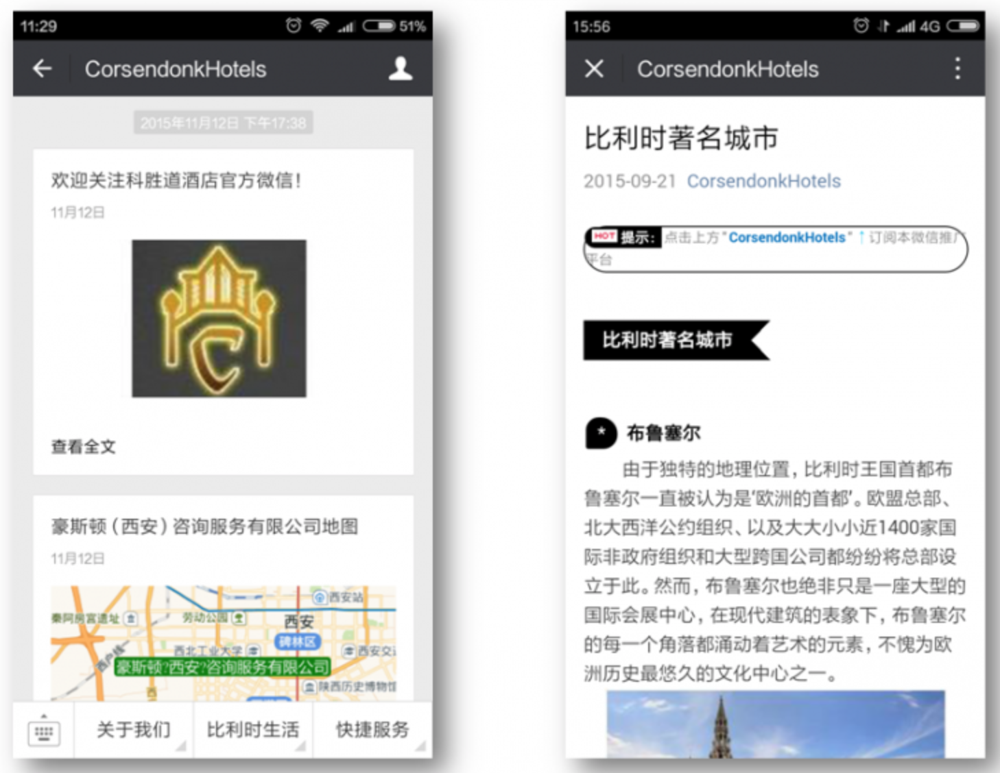 11:29
51%
CorsendonkHotels
2015年11月12日 下午17:38
欢迎关注科胜道酒店官方微信！
11月12日
C
查看全文
豪斯顿（西安）咨询服务有限公司地图
11月12日
西安站
秦阿房宫遗址
劳动公园
西安
碑林区
西北工业大学
西安交
西户线
豪斯顿?西安?咨询服务有限公司
陕西历史博物馆
西
关于我们
比利时生活
快捷服务
15:56
4G
CorsendonkHotels
比利时著名城市
2015-09-21 CorsendonkHotels
HOT 提示：点击上方"CorsendonkHotels"↑订阅本微信推广
平台
比利时著名城市
* 布鲁塞尔
由于独特的地理位置，比利时王国首都布
鲁塞尔一直被认为是'欧洲的首都'。欧盟总部、
北大西洋公约组织、以及大大小小近1400家国
际非政府组织和大型跨国公司都纷纷将总部设
立于此。然而，布鲁塞尔也绝非只是一座大型的
国际会展中心，在现代建筑的表象下，布鲁塞尔
的每一个角落都涌动着艺术的元素，不愧为欧
洲历史最悠久的文化中心之一。